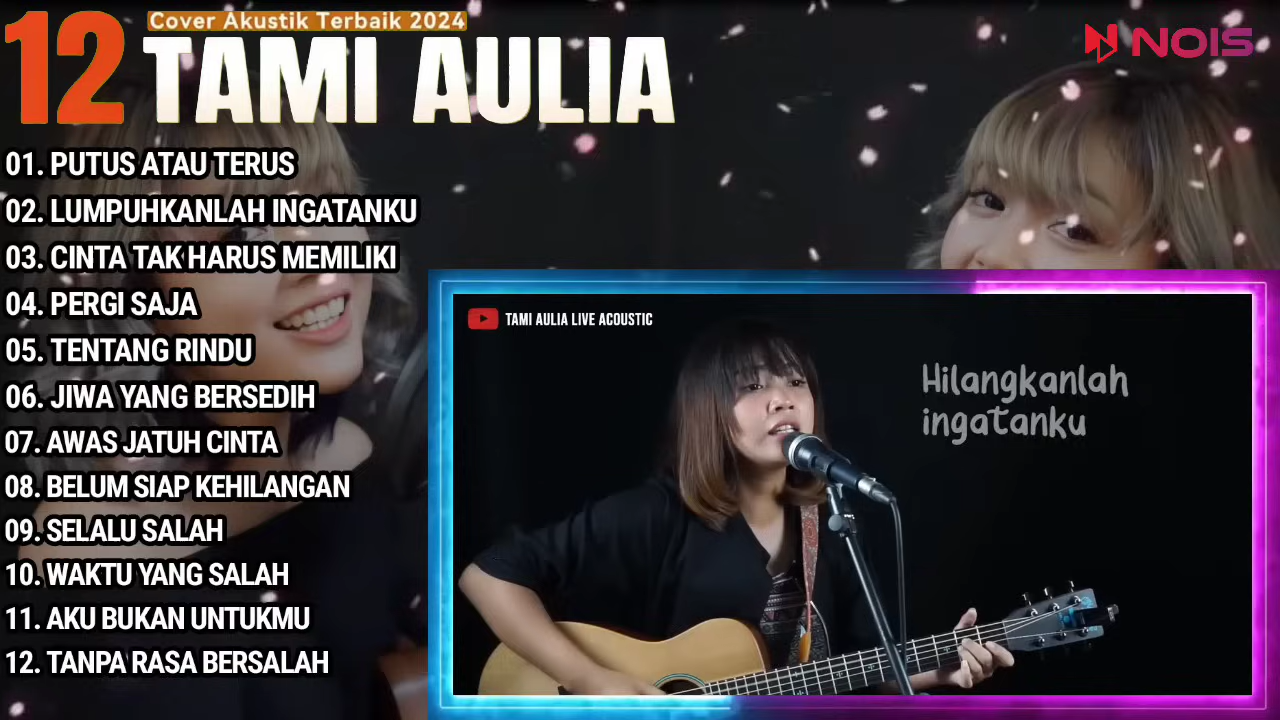 Cover Akustik Terbaik 2024
12 TAMI AULIA
NOIS
01. PUTUS ATAU TERUS
02. LUMPUHKANLAH INGATANKU
03. CINTA TAK HARUS MEMILIKI
04. PERGI SAJA
05. TENTANG RINDU
06. JIWA YANG BERSEDIH
07. AWAS JATUH CINTA
08. BELUM SIAP KEHILANGAN
09. SELALU SALAH
10. WAKTU YANG SALAH
11. AKU BUKAN UNTUKMU
12. TANPA RASA BERSALAH
TAMI AULIA LIVE ACOUSTIC
Hilangkanlah
ingatanku